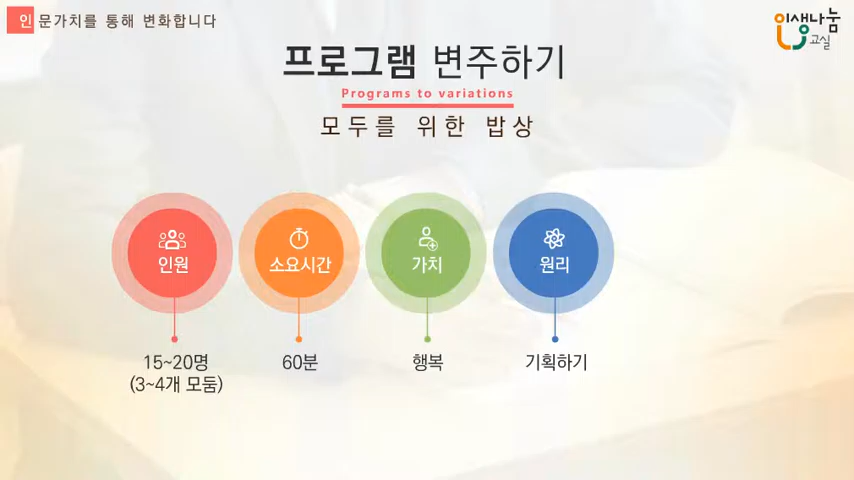 인문가치를 통해 변화합니다
인생나눔
교실
프로그램 변주하기
Programs to variations
모두를 위한 밥상
인원
소요시간
가치
원리
15~20명
(3~4개 모둠)
60분
행복
기획하기